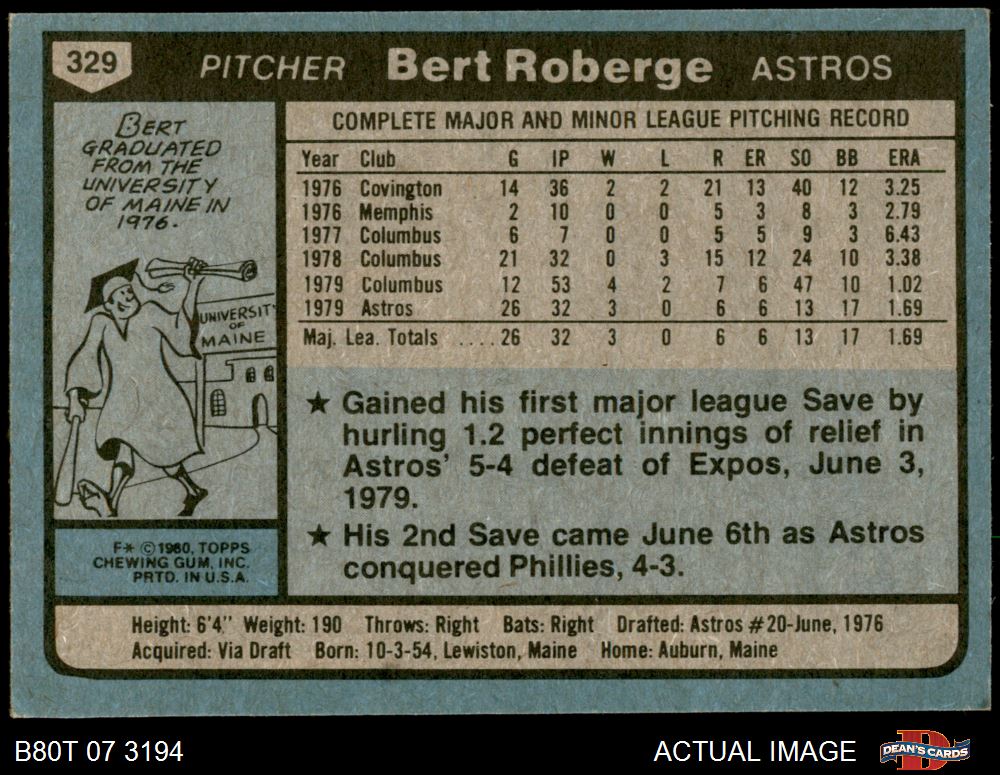 329 PITCHER Bert Roberge ASTROS
BERT
GRADUATED
FROM THE
UNIVERSITY
OF MAINE IN
1976.
UNIVERSITY
OF
MAINE
F* © 1980, TOPPS
CHEWING GUM, INC.
PRTD. IN U.S.A.
COMPLETE MAJOR AND MINOR LEAGUE PITCHING RECORD
Year Club G IP W L R ER SO BB ERA
1976 Covington 14 36 2 2 21 13 40 12 3.25
1976 Memphis 2 10 0 0 5 3 8 3 2.79
1977 Columbus 6 7 0 0 5 5 9 3 6.43
1978 Columbus 21 32 0 3 15 12 24 10 3.38
1979 Columbus 12 53 4 2 7 6 47 10 1.02
1979 Astros 26 32 3 0 6 6 13 17 1.69
Maj. Lea. Totals ....26 32 3 0 6 6 13 17 1.69
★ Gained his first major league Save by
hurling 1.2 perfect innings of relief in
Astros' 5-4 defeat of Expos, June 3,
1979.
★ His 2nd Save came June 6th as Astros
conquered Phillies, 4-3.
Height: 6'4" Weight: 190 Throws: Right Bats: Right Drafted: Astros #20-June, 1976
Acquired: Via Draft Born: 10-3-54, Lewiston, Maine Home: Auburn, Maine
B80T 07 3194 ACTUAL IMAGE DEAN'S CARDS